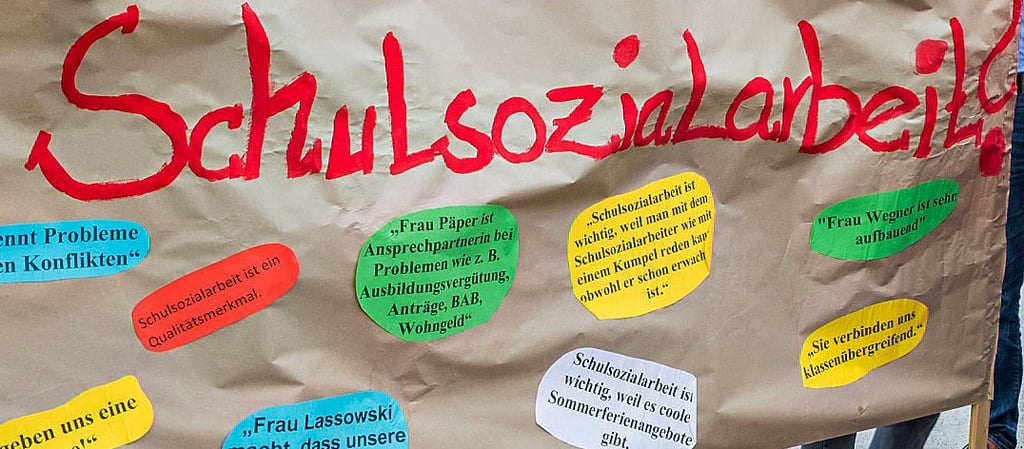 Schulsozialarbeit?
ennt Probleme
en Konflikten“
Schulsozialarbeit ist ein
Qualitätsmerkmal.
„Frau Päper ist
Ansprechpartnerin bei
Problemen wie z. B.
Ausbildungsvergütung,
Anträge, BAB,
Wohngeld“
„Schulsozialarbeit ist
wichtig, weil man mit dem
Schulsozialarbeiter wie mit
einem Kumpel reden kan
obwohl er schon erwach
ist.“
"Frau Wegner ist sehr
aufbauend"
„Sie verbinden uns
klassenübergreifend.“
geben uns eine
!“
„Frau Lassowski
macht, dass unsere
Schulsozialarbeit ist
wichtig, weil es coole
Sommerferienangebote
gibt.